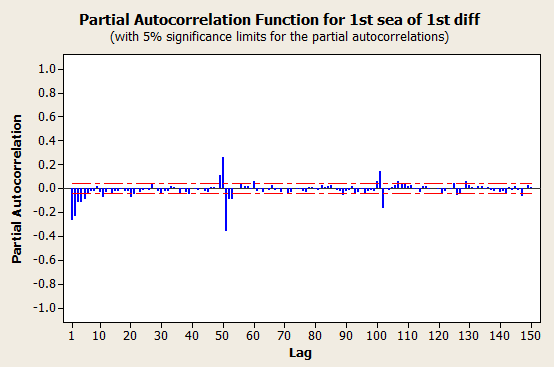 Partial Autocorrelation Function for 1st sea of 1st diff
(with 5% significance limits for the partial autocorrelations)
1.0
0.8
0.6
0.4
0.2
0.0
-0.2
-0.4
-0.6
-0.8
-1.0
Partial Autocorrelation
1 10 20 30 40 50 60 70 80 90 100 110 120 130 140 150
Lag